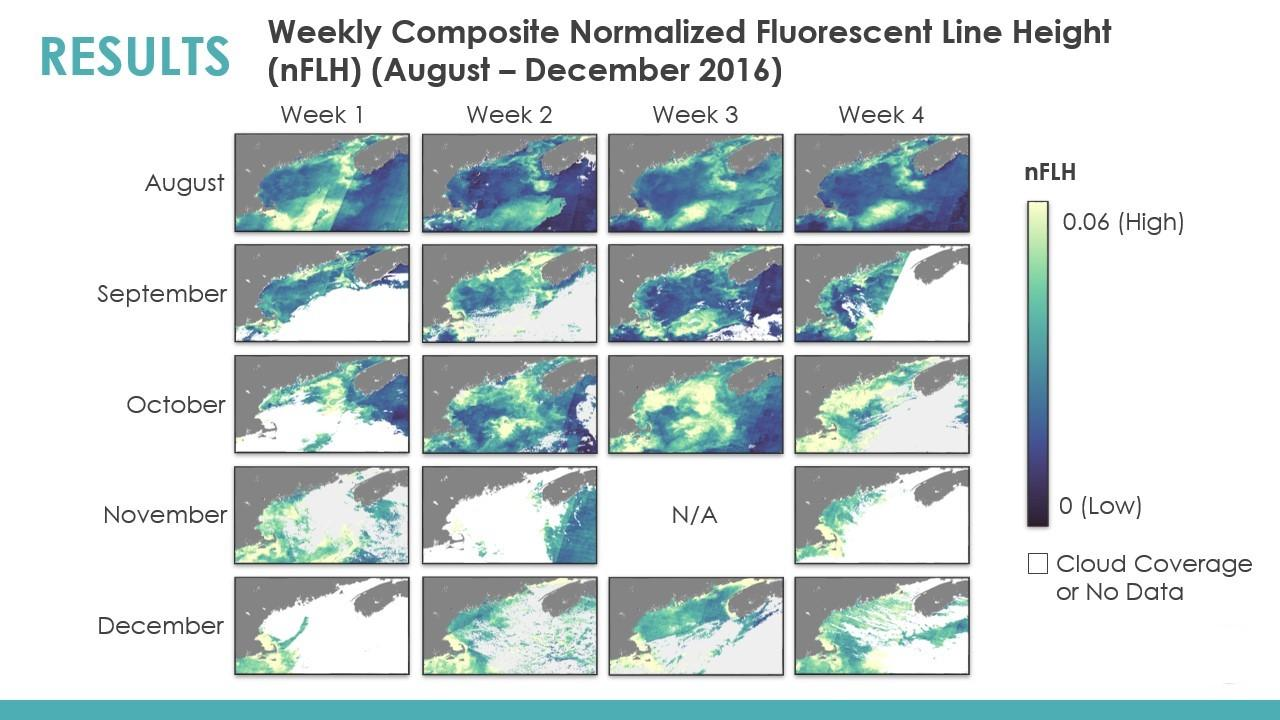 RESULTS
Weekly Composite Normalized Fluorescent Line Height
(nFLH) (August – December 2016)
Week 1 Week 2 Week 3 Week 4
August
September
October
November
N/A
December
nFLH
0.06 (High)
0 (Low)
Cloud Coverage
or No Data